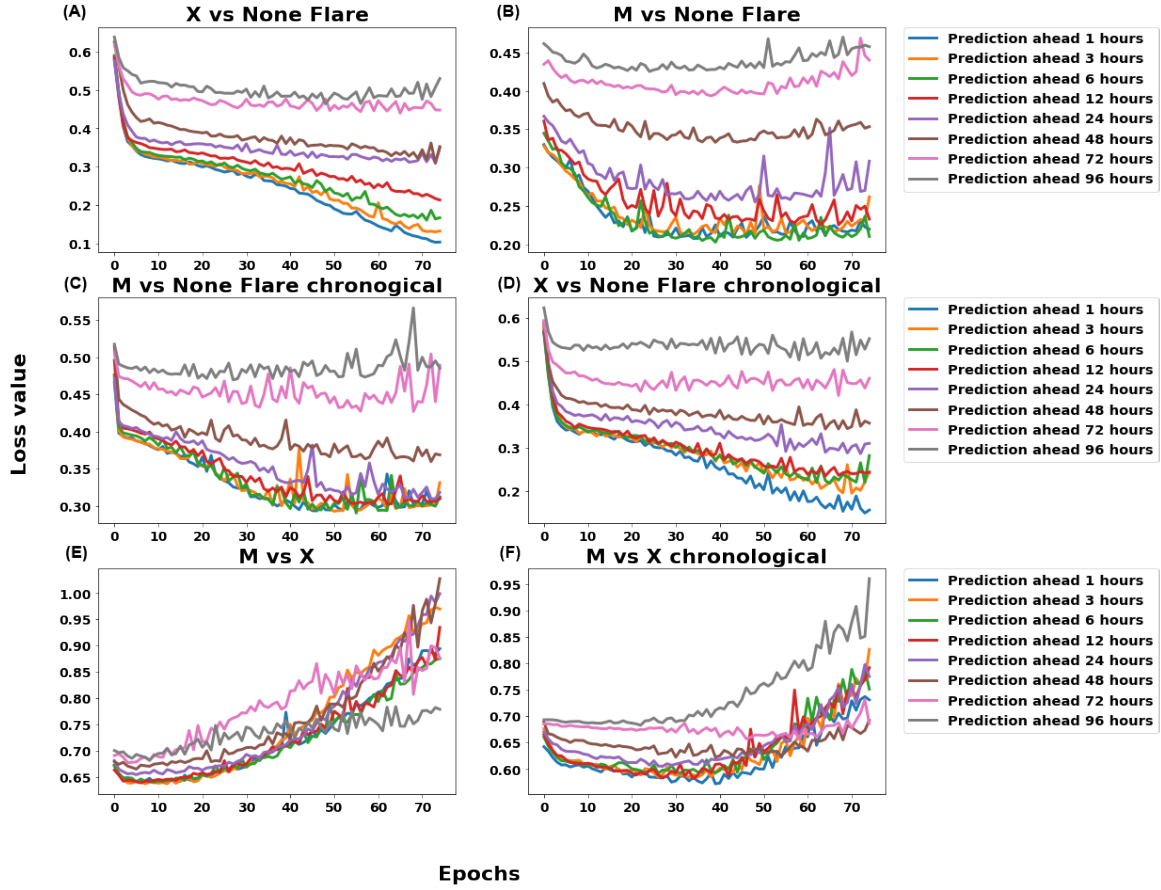 (A)
X vs None Flare
(B)
M vs None Flare
0.6
0.5
0.4
0.3
0.2
0.1
0 10 20 30 40 50 60 70
0.45
0.40
0.35
0.30
0.25
0.20
0 10 20 30 40 50 60 70
Prediction ahead 1 hours
Prediction ahead 3 hours
Prediction ahead 6 hours
Prediction ahead 12 hours
Prediction ahead 24 hours
Prediction ahead 48 hours
Prediction ahead 72 hours
Prediction ahead 96 hours
(C)
M vs None Flare chronogical
(D)
X vs None Flare chronological
Loss value
0.55
0.50
0.45
0.40
0.35
0.30
0 10 20 30 40 50 60 70
0.6
0.5
0.4
0.3
0.2
0 10 20 30 40 50 60 70
Prediction ahead 1 hours
Prediction ahead 3 hours
Prediction ahead 6 hours
Prediction ahead 12 hours
Prediction ahead 24 hours
Prediction ahead 48 hours
Prediction ahead 72 hours
Prediction ahead 96 hours
(E)
M vs X
(F)
M vs X chronological
1.00
0.95
0.90
0.85
0.80
0.75
0.70
0.65
0 10 20 30 40 50 60 70
0.95
0.90
0.85
0.80
0.75
0.70
0.65
0.60
0 10 20 30 40 50 60 70
Prediction ahead 1 hours
Prediction ahead 3 hours
Prediction ahead 6 hours
Prediction ahead 12 hours
Prediction ahead 24 hours
Prediction ahead 48 hours
Prediction ahead 72 hours
Prediction ahead 96 hours
Epochs